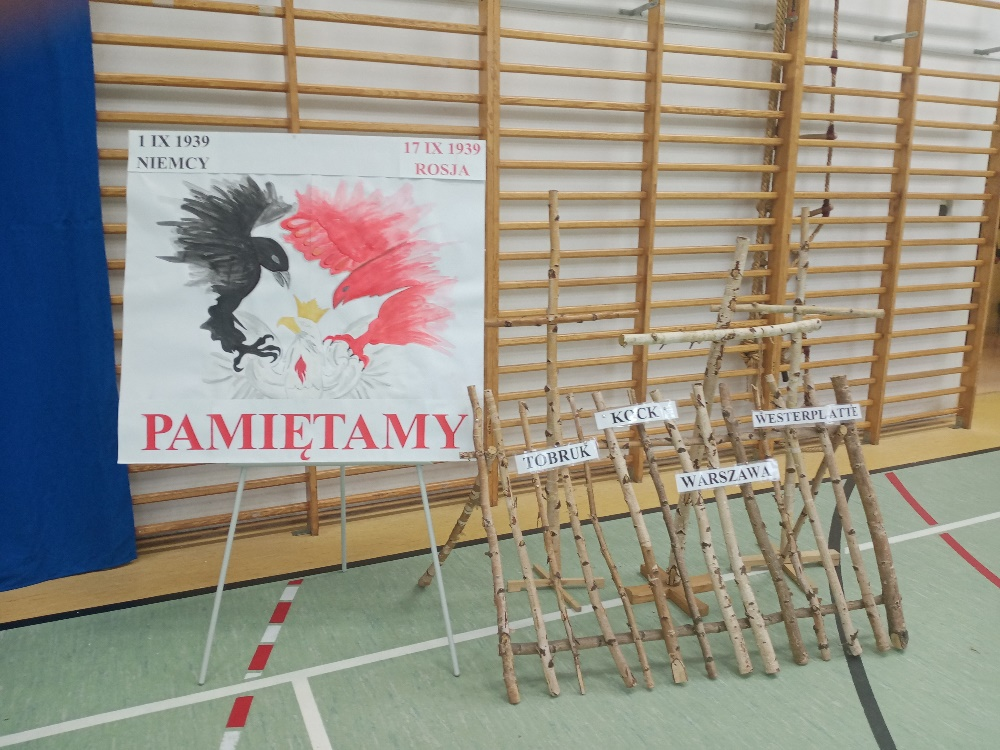 1 IX 1939
NIEMCY
17 IX 1939
ROSJA
PAMIĘTAMY
TOBRUK
KOCK
WARSZAWA
WESTERPLATTE